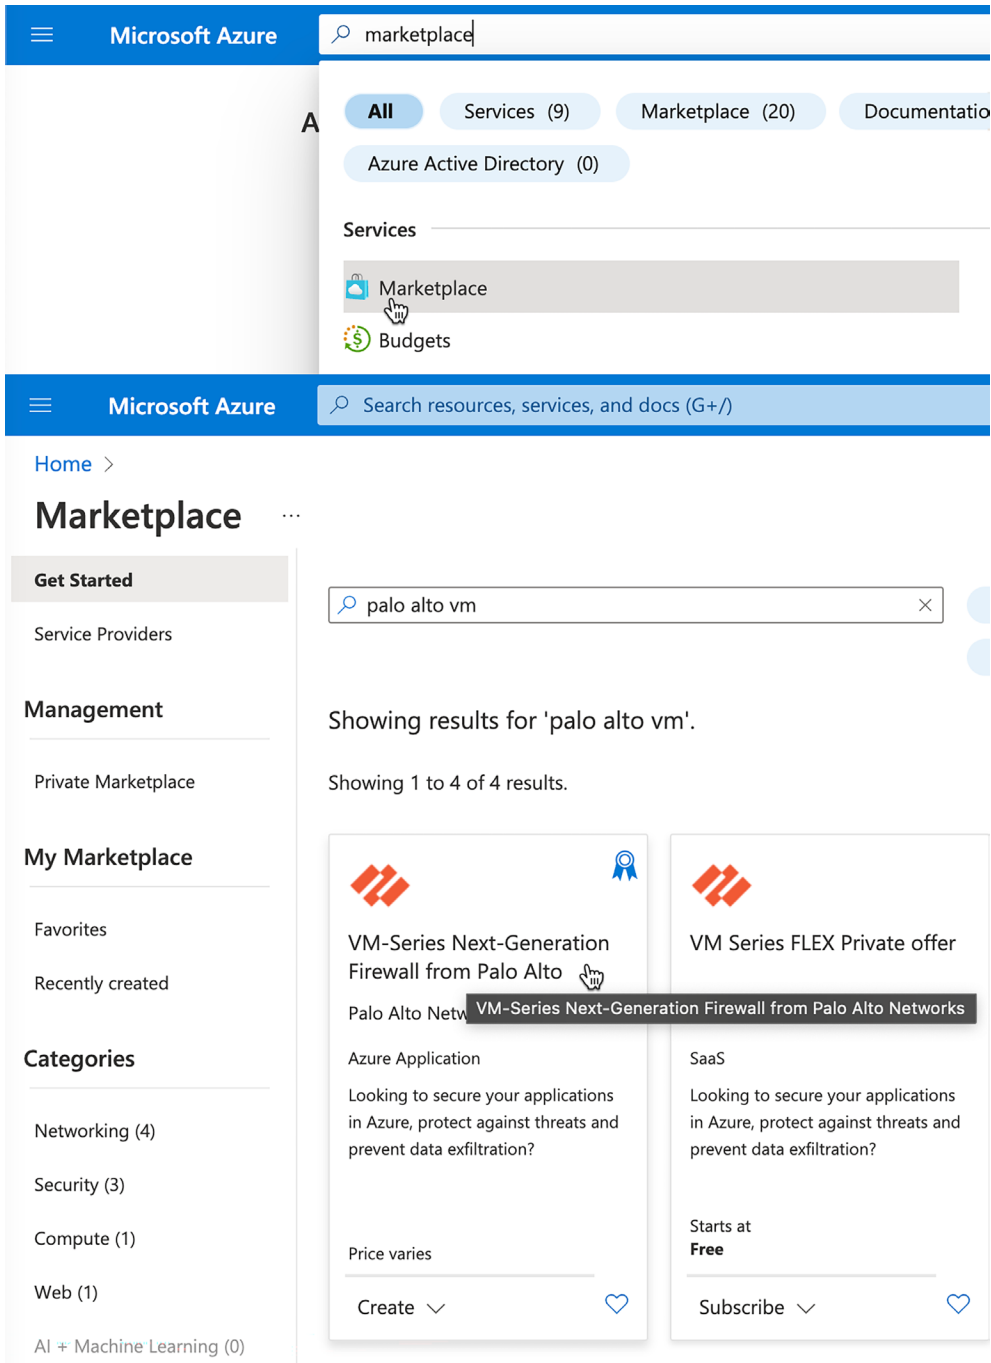 Microsoft Azure
marketplace
A
All
Services (9)
Marketplace (20)
Documentatio
Azure Active Directory (0)
Services
Marketplace
Budgets
Microsoft Azure
Search resources, services, and docs (G+/)
Home >
Marketplace ...
Get Started
Service Providers
Management
Private Marketplace
My Marketplace
Favorites
Recently created
Categories
Networking (4)
Security (3)
Compute (1)
Web (1)
AI + Machine Learning (0)
palo alto vm
Showing results for 'palo alto vm'.
Showing 1 to 4 of 4 results.
VM-Series Next-Generation
Firewall from Palo Alto
Palo Alto Netw
VM-Series Next-Generation Firewall from Palo Alto Networks
Azure Application
Looking to secure your applications
in Azure, protect against threats and
prevent data exfiltration?
Price varies
Create
VM Series FLEX Private offer
SaaS
Looking to secure your applications
in Azure, protect against threats and
prevent data exfiltration?
Starts at
Free
Subscribe